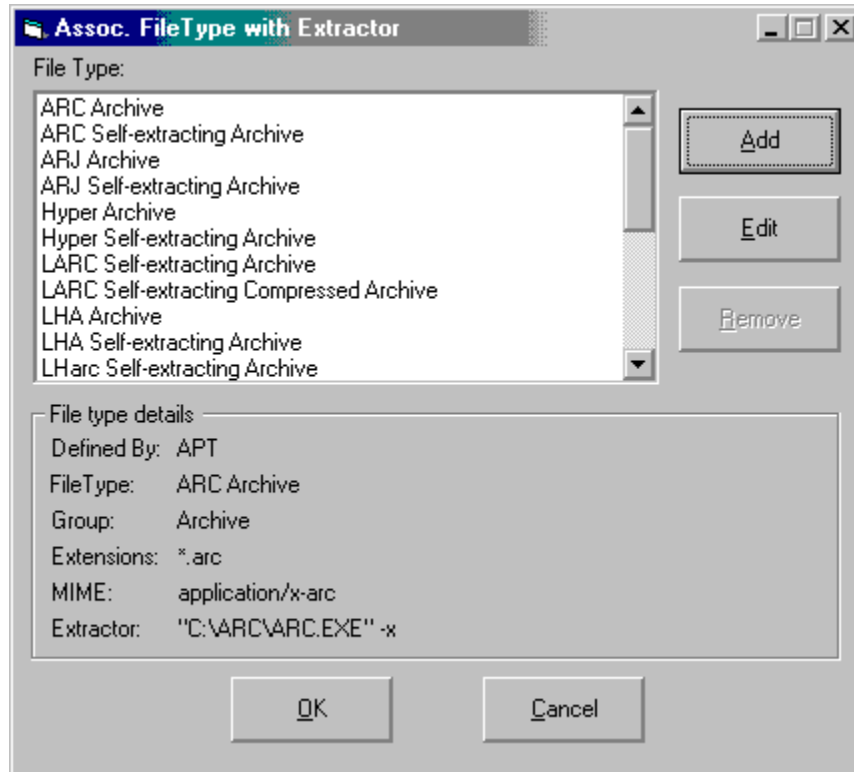 Assoc. FileType with Extractor
File Type:
ARC Archive
ARC Self-extracting Archive
ARJ Archive
ARJ Self-extracting Archive
Hyper Archive
Hyper Self-extracting Archive
LARC Self-extracting Archive
LARC Self-extracting Compressed Archive
LHA Archive
LHA Self-extracting Archive
LHarc Self-extracting Archive
Add
Edit
Remove
File type details
Defined By: APT
FileType: ARC Archive
Group: Archive
Extensions: *.arc
MIME: application/x-arc
Extractor: "C:\ARC\ARC.EXE" -x
OK Cancel